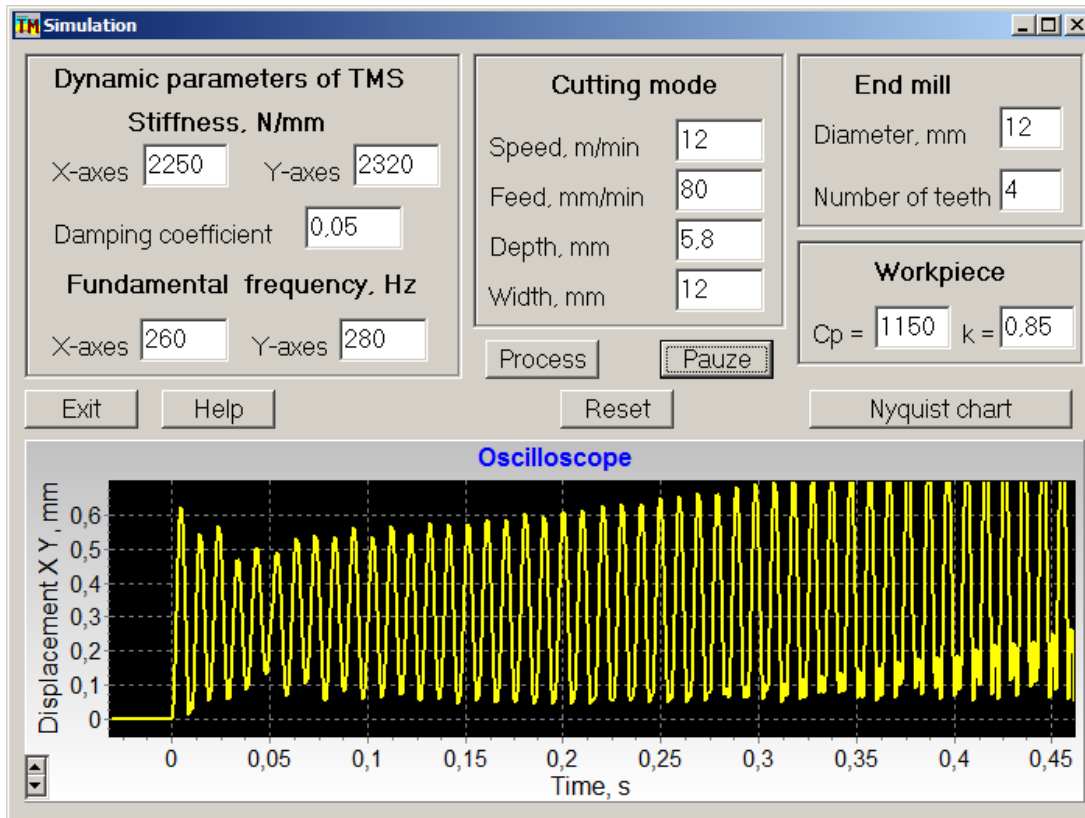 TM Simulation
Dynamic parameters of TMS
Stiffness, N/mm
X-axes 2250 Y-axes 2320
Damping coefficient 0,05
Fundamental frequency, Hz
X-axes 260 Y-axes 280
Cutting mode
Speed, m/min 12
Feed, mm/min 80
Depth, mm 5,8
Width, mm 12
End mill
Diameter, mm 12
Number of teeth 4
Workpiece
Cp = 1150 k = 0,85
Process Pauze
Exit Help Reset Nyquist chart
Oscilloscope
Displacement X Y , mm
0,6
0,5
0,4
0,3
0,2
0,1
0
0 0,05 0,1 0,15 0,2 0,25 0,3 0,35 0,4 0,45
Time, s